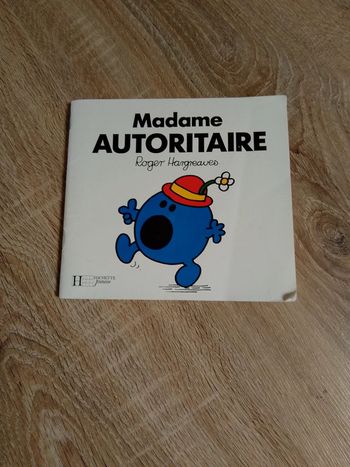 Madame
AUTORITAIRE
Roger Hargreaves
H HACHETTE
Jeunesse